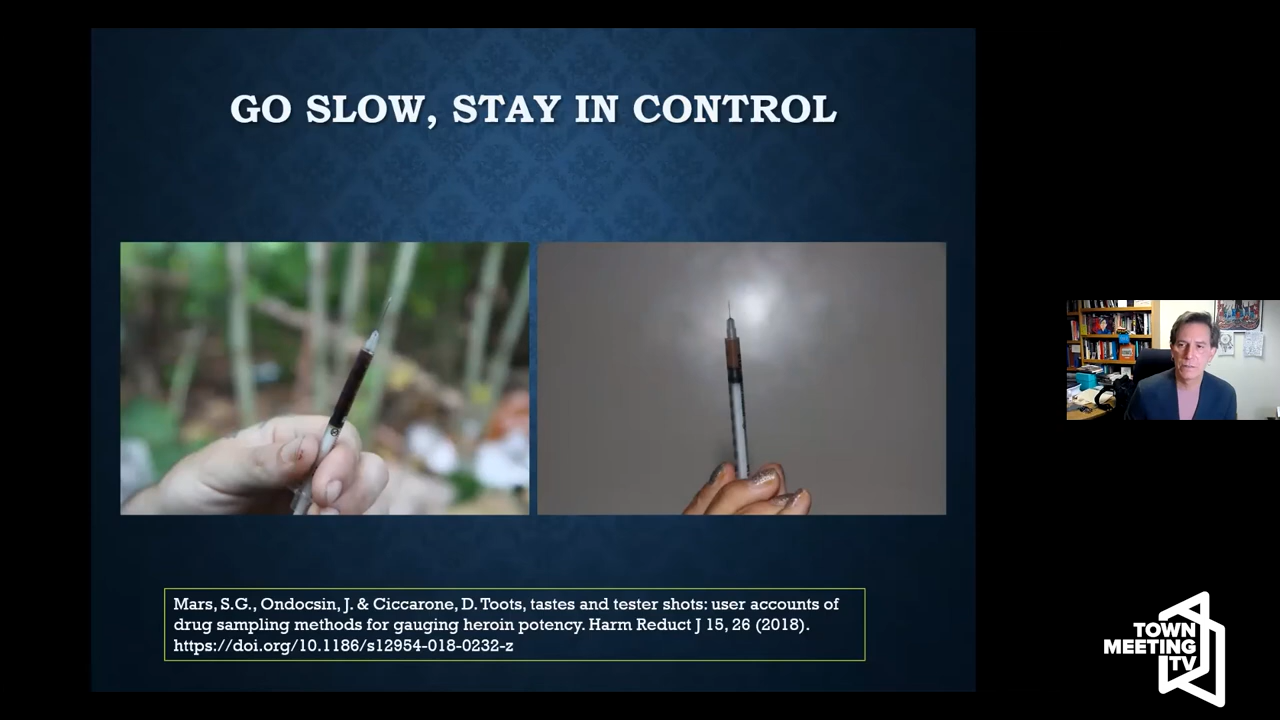 GO SLOW, STAY IN CONTROL
Mars, S.G., Ondocsin, J. & Ciccarone, D. Toots, tastes and tester shots: user accounts of
drug sampling methods for gauging heroin potency. Harm Reduct J 15, 26 (2018).
https://doi.org/10.1186/s12954-018-0232-z
TOWN
MEETING
TV